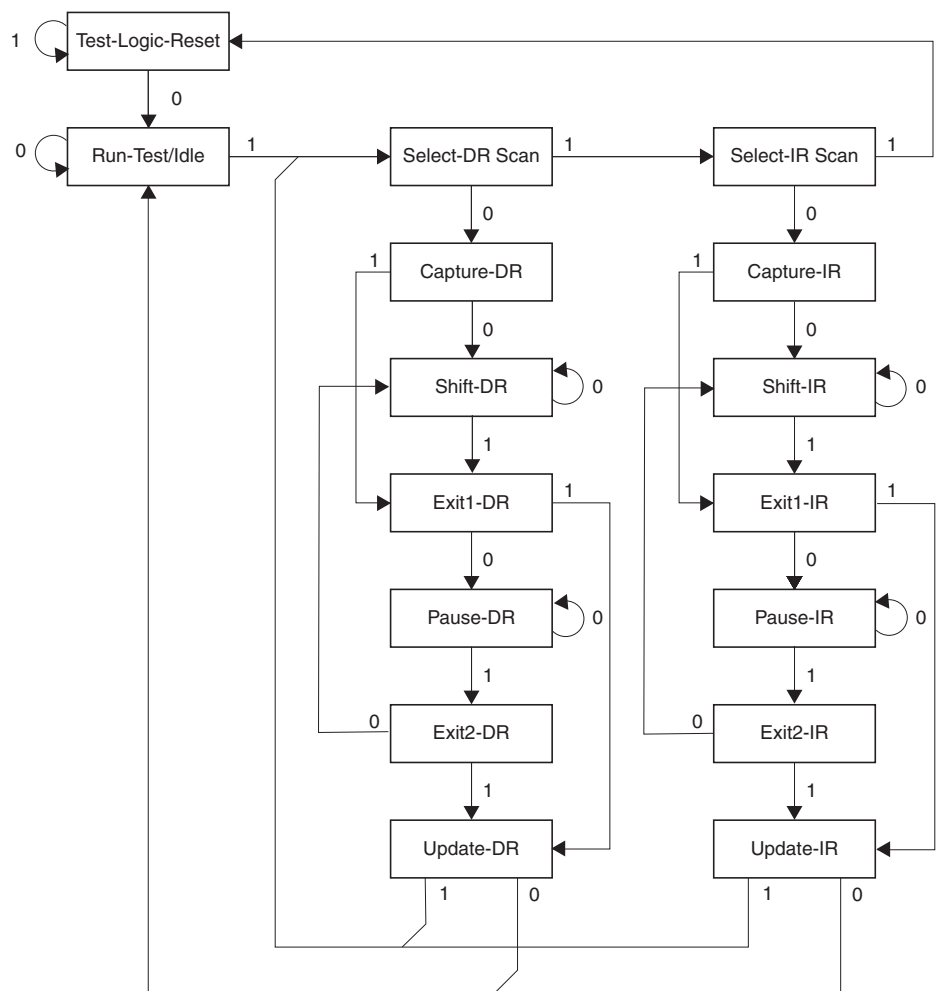 1 Test-Logic-Reset
0
0 Run-Test/Idle 1 Select-DR Scan 1 Select-IR Scan 1
0 0
1 Capture-DR 1 Capture-IR
0 0
Shift-DR 0 Shift-IR 0
1 1
Exit1-DR 1 Exit1-IR 1
0 0
Pause-DR 0 Pause-IR 0
1 1
0 Exit2-DR 0 Exit2-IR
1 1
Update-DR Update-IR
1 0 1 0